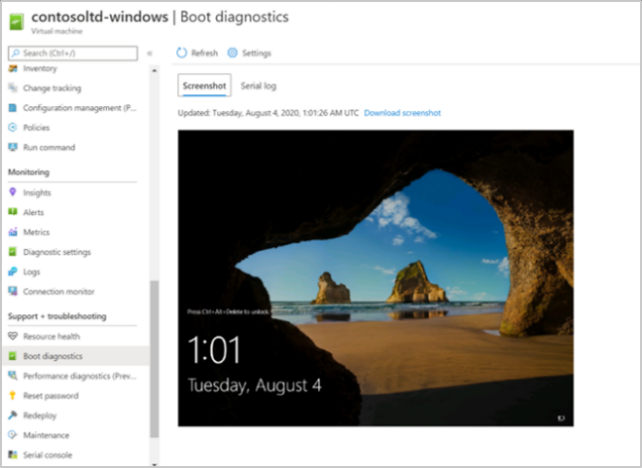 contosoltd-windows | Boot diagnostics
Virtual machine
Search (Ctrl+/)
«
Refresh
Settings
Inventory
Change tracking
Configuration management (P...
Policies
Run command
Monitoring
Insights
Alerts
Metrics
Diagnostic settings
Logs
Connection monitor
Support + troubleshooting
Resource health
Boot diagnostics
Performance diagnostics (Prev...
Reset password
Redeploy
Maintenance
Serial console
Screenshot
Serial log
Updated: Tuesday, August 4, 2020, 1:01:26 AM UTC Download screenshot
Press Ctrl+Alt+Delete to unlock
1:01
Tuesday, August 4